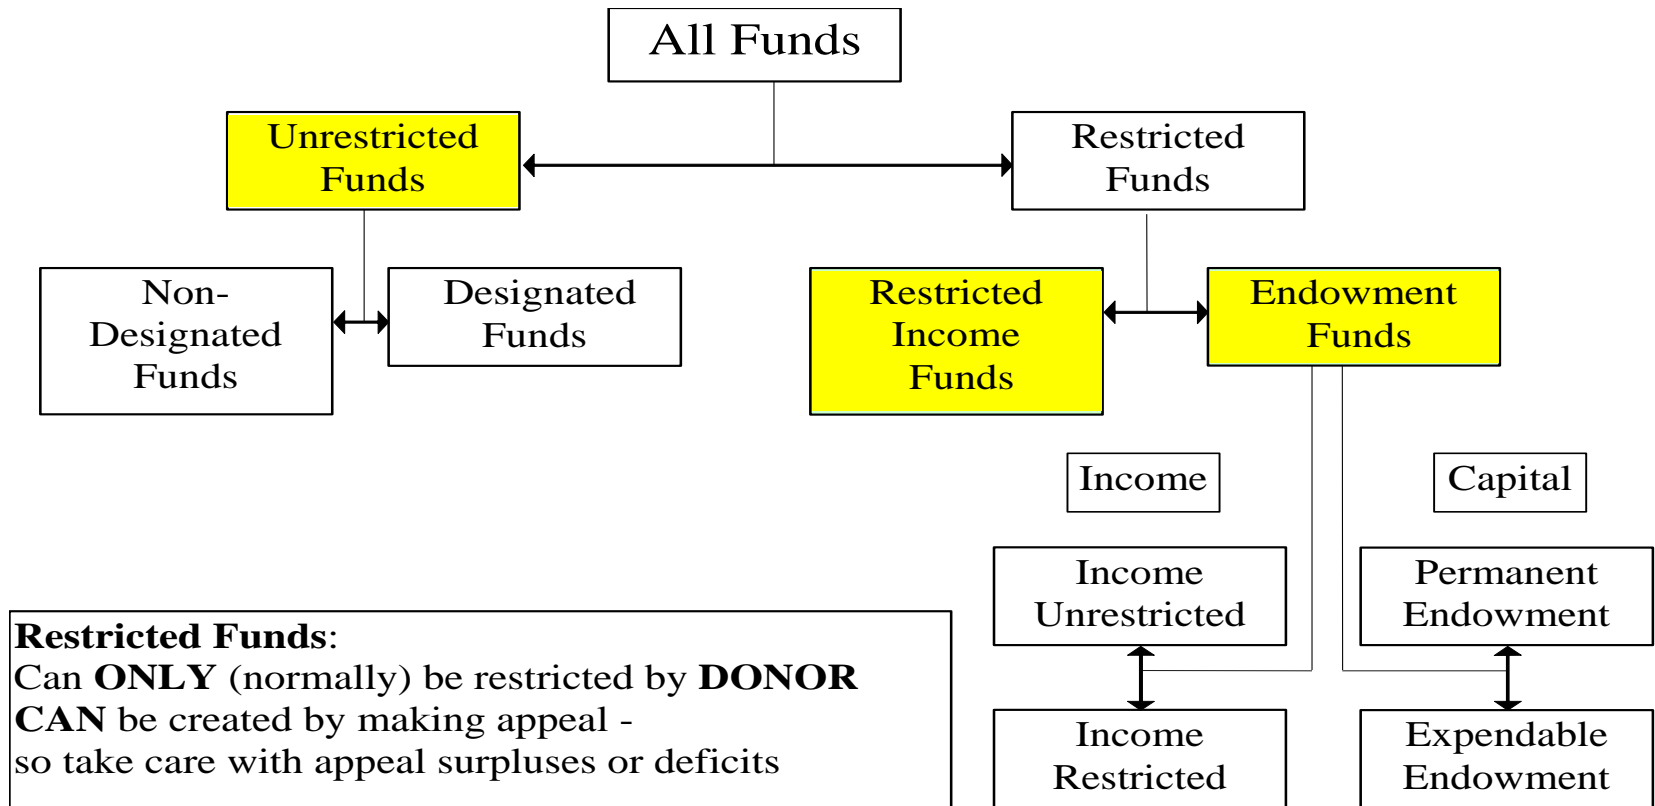 All Funds
Unrestricted
Funds
Restricted
Funds
Non-
Designated
Funds
Designated
Funds
Restricted
Income
Funds
Endowment
Funds
Income
Capital
Income
Unrestricted
Permanent
Endowment
Restricted Funds:
Can ONLY (normally) be restricted by DONOR
CAN be created by making appeal -
so take care with appeal surpluses or deficits
Income
Restricted
Expendable
Endowment